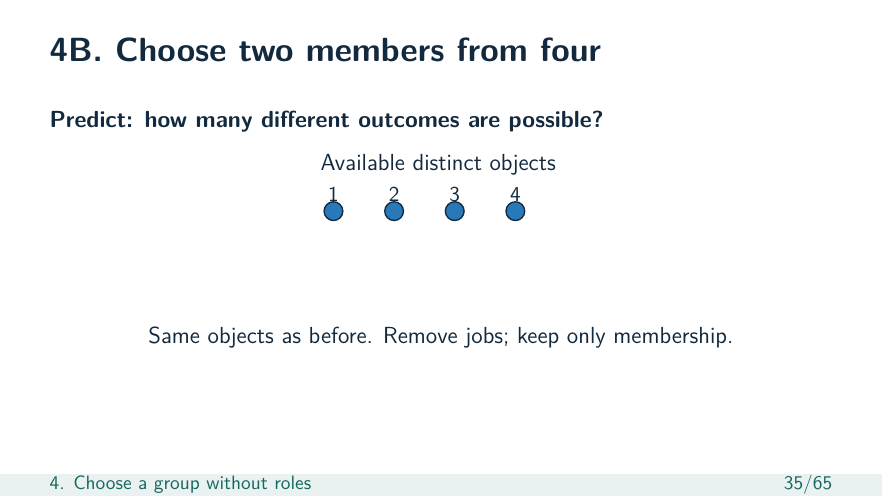 4B. Choose two members from four
Predict: how many different outcomes are possible?
Available distinct objects
1 2 3 4
Same objects as before. Remove jobs; keep only membership.
4. Choose a group without roles 35/65